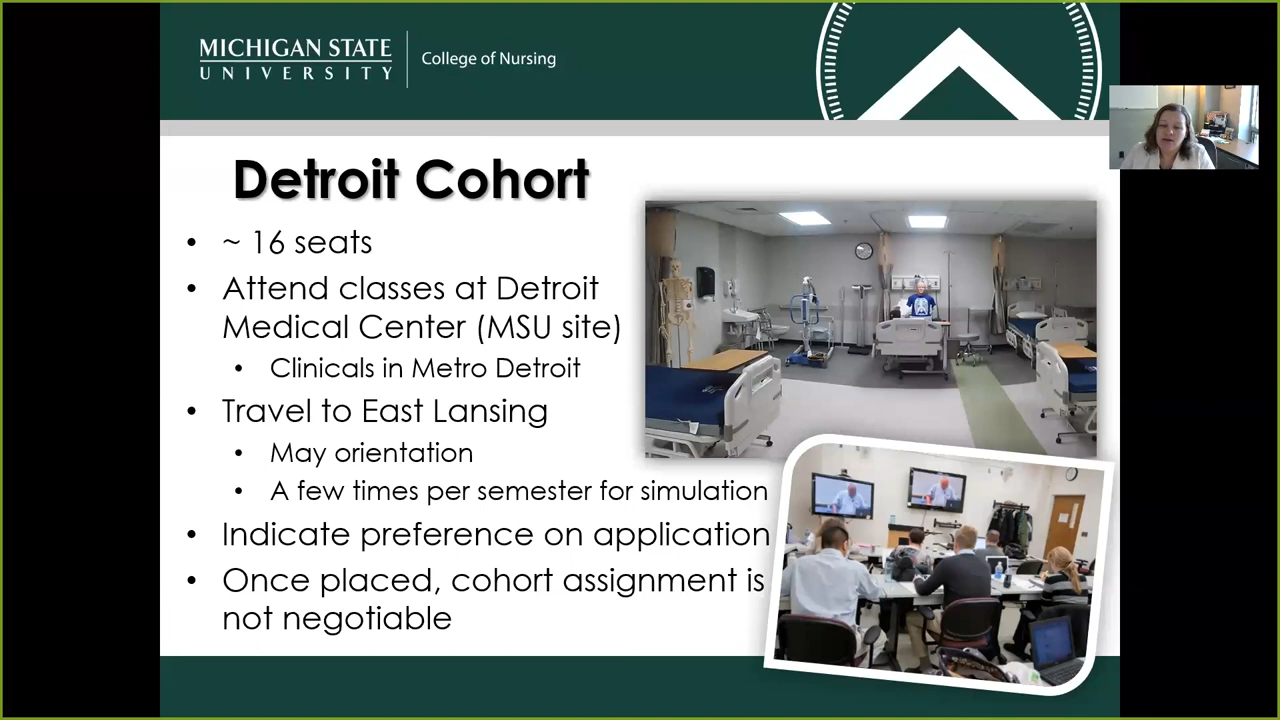 MICHIGAN STATE
UNIVERSITY
College of Nursing
Detroit Cohort
• ~ 16 seats
• Attend classes at Detroit
Medical Center (MSU site)
• Clinicals in Metro Detroit
• Travel to East Lansing
• May orientation
• A few times per semester for simulation
• Indicate preference on application
• Once placed, cohort assignment is
not negotiable